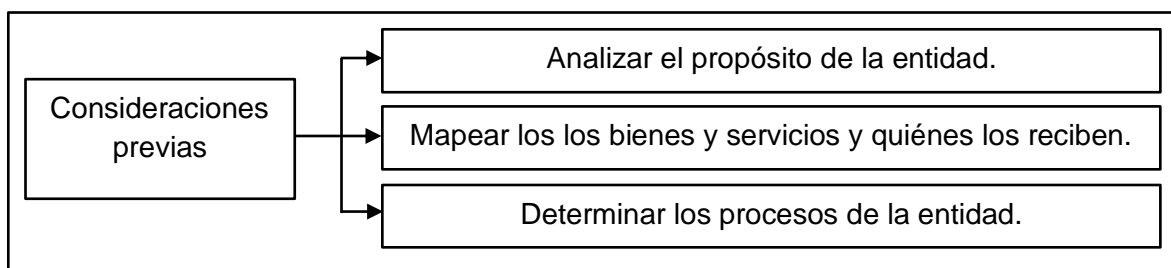 Consideraciones
previas
Analizar el propósito de la entidad.
Mapear los los bienes y servicios y quiénes los reciben.
Determinar los procesos de la entidad.